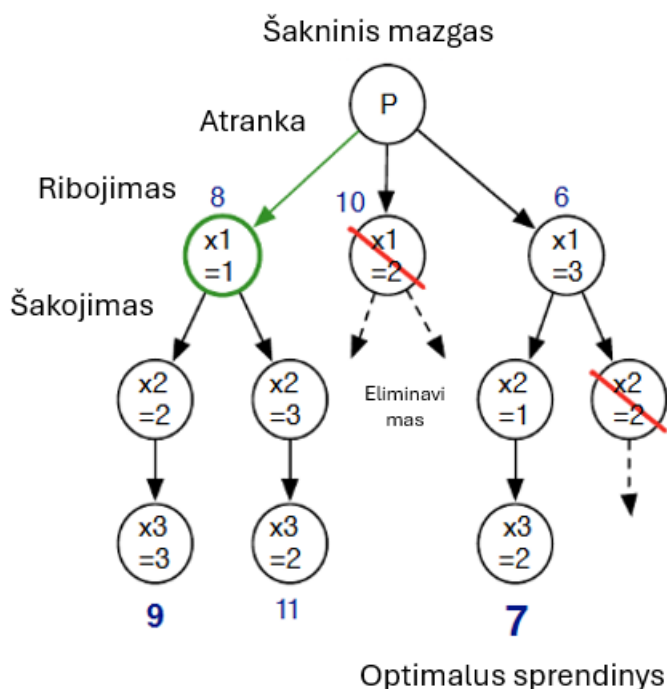 Šakninis mazgas
P
Atranka
Ribojimas
8
10
6
x1
=1
x1
=2
x1
=3
Šakojimas
x2
=2
x2
=3
Eliminavi
mas
x2
=1
x2
=2
x3
=3
x3
=2
x3
=2
9
11
7
Optimalus sprendinys